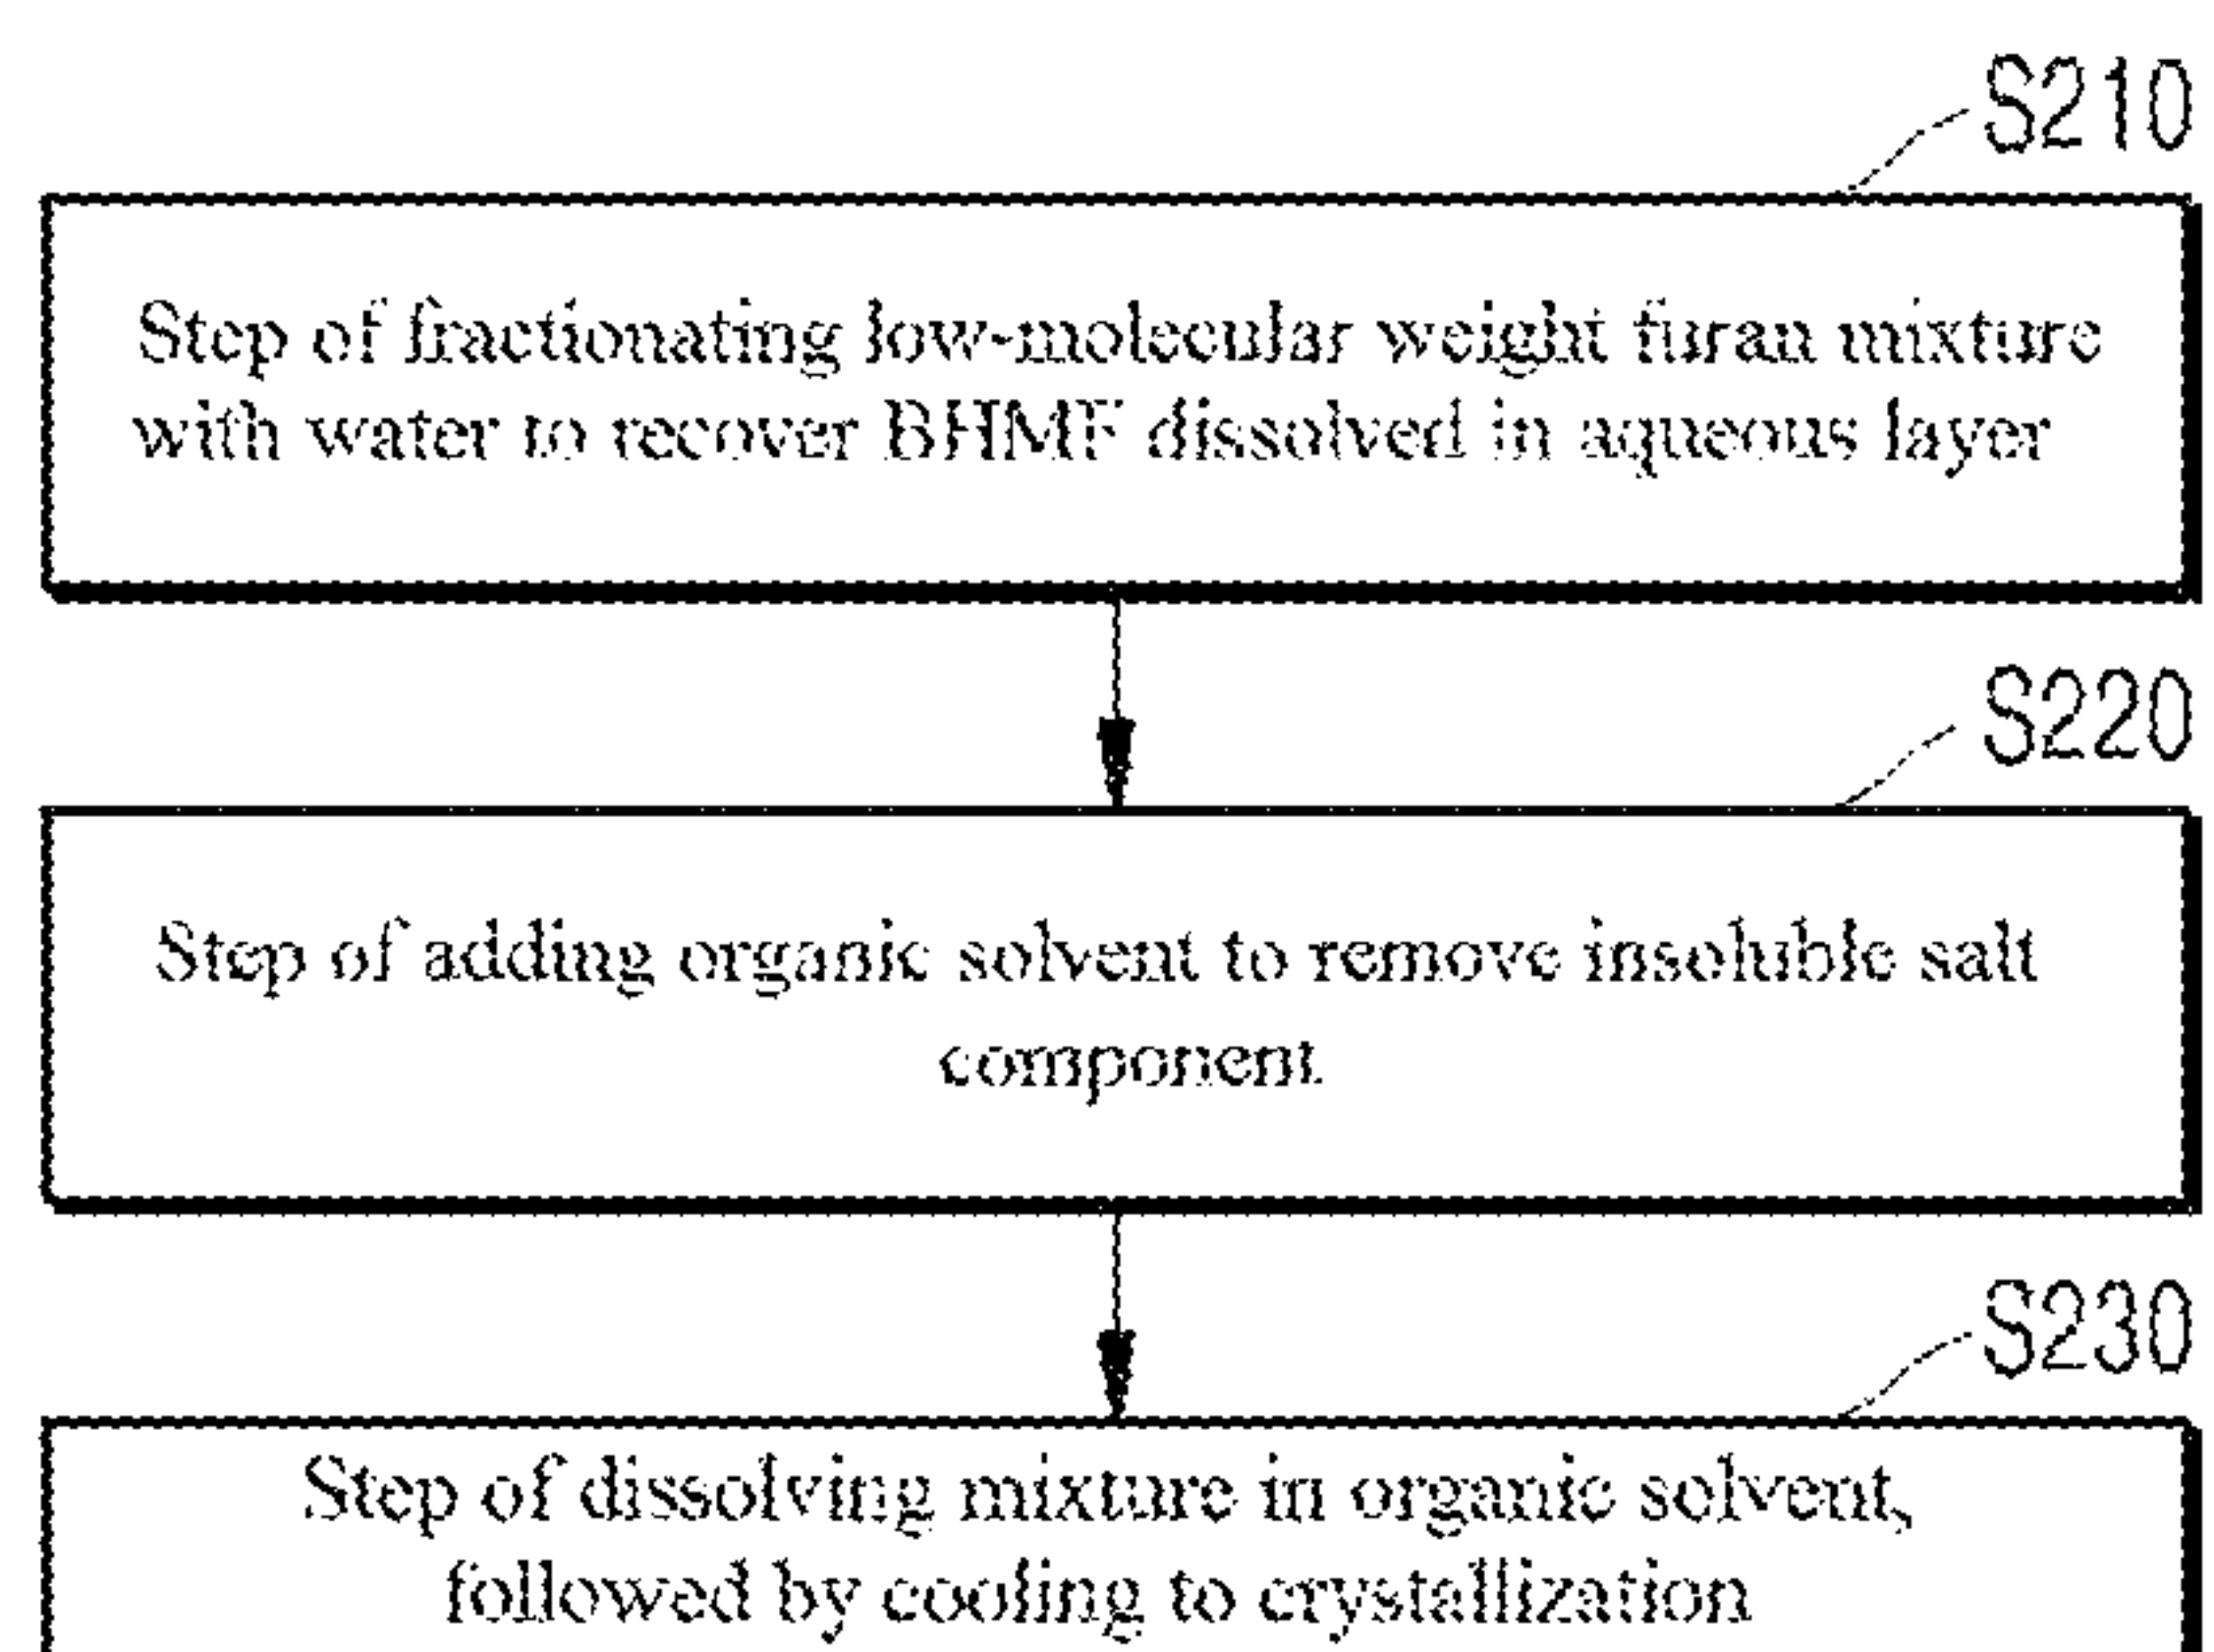 S210
Step of fractionating low-molecular weight furan mixture
with water to recover BHMF dissolved in aqueous layer
S220
Step of adding organic solvent to remove insoluble salt
component
S230
Step of dissolving mixture in organic solvent,
followed by cooling to crystallization